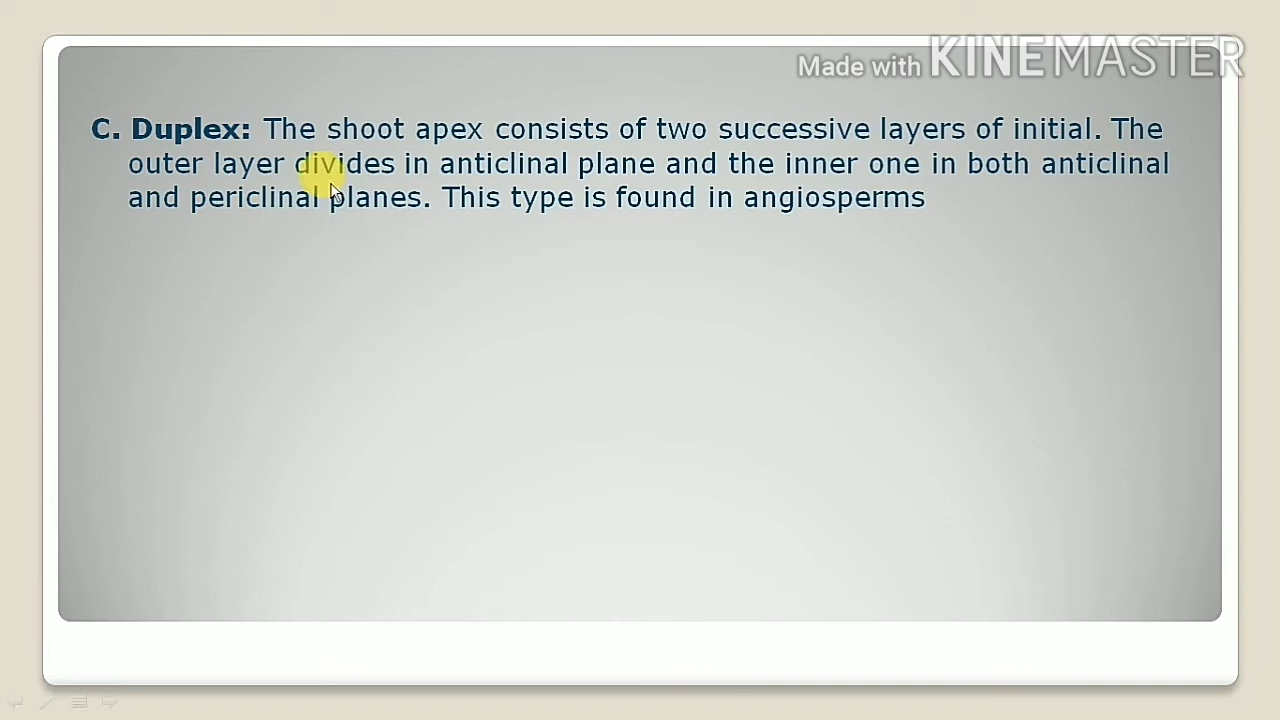 Made with KINEMASTER
C. Duplex: The shoot apex consists of two successive layers of initial. The
outer layer divides in anticlinal plane and the inner one in both anticlinal
and periclinal planes. This type is found in angiosperms